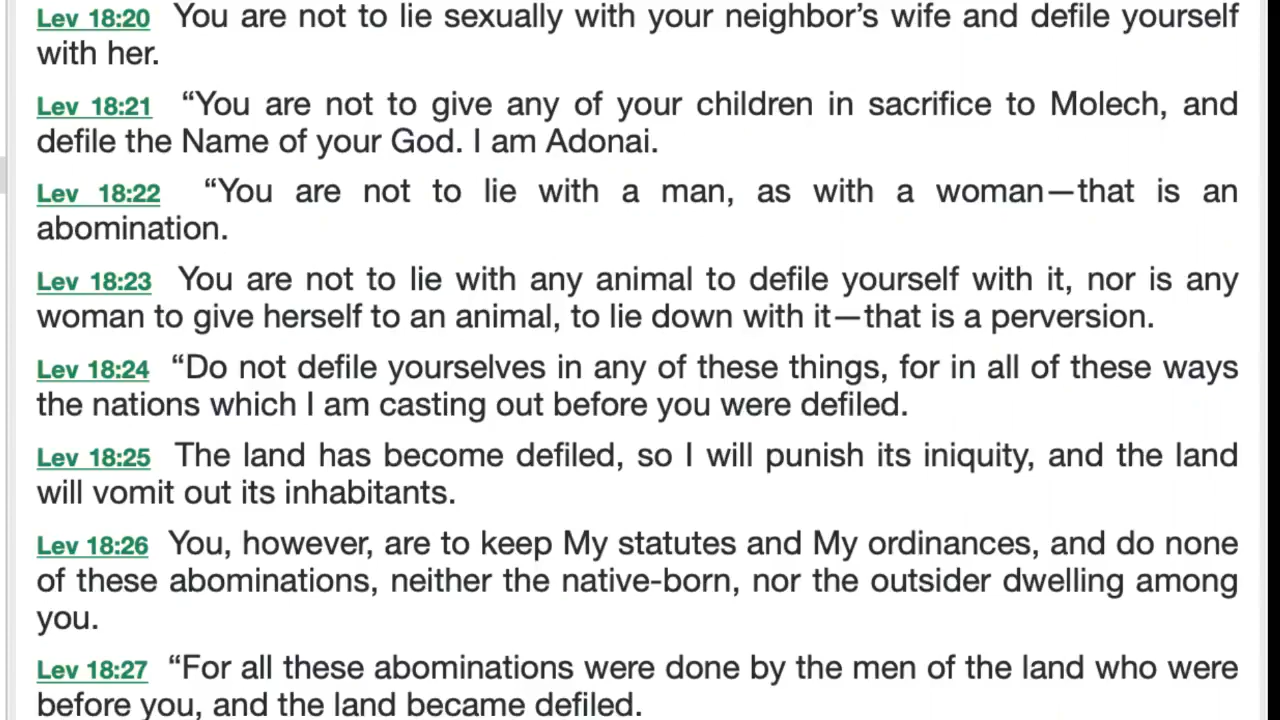 Lev 18:20 You are not to lie sexually with your neighbor’s wife and defile yourself
with her.
Lev 18:21 “You are not to give any of your children in sacrifice to Molech, and
defile the Name of your God. I am Adonai.
Lev 18:22 “You are not to lie with a man, as with a woman—that is an
abomination.
Lev 18:23 You are not to lie with any animal to defile yourself with it, nor is any
woman to give herself to an animal, to lie down with it—that is a perversion.
Lev 18:24 “Do not defile yourselves in any of these things, for in all of these ways
the nations which I am casting out before you were defiled.
Lev 18:25 The land has become defiled, so I will punish its iniquity, and the land
will vomit out its inhabitants.
Lev 18:26 You, however, are to keep My statutes and My ordinances, and do none
of these abominations, neither the native-born, nor the outsider dwelling among
you.
Lev 18:27 “For all these abominations were done by the men of the land who were
before you, and the land became defiled.